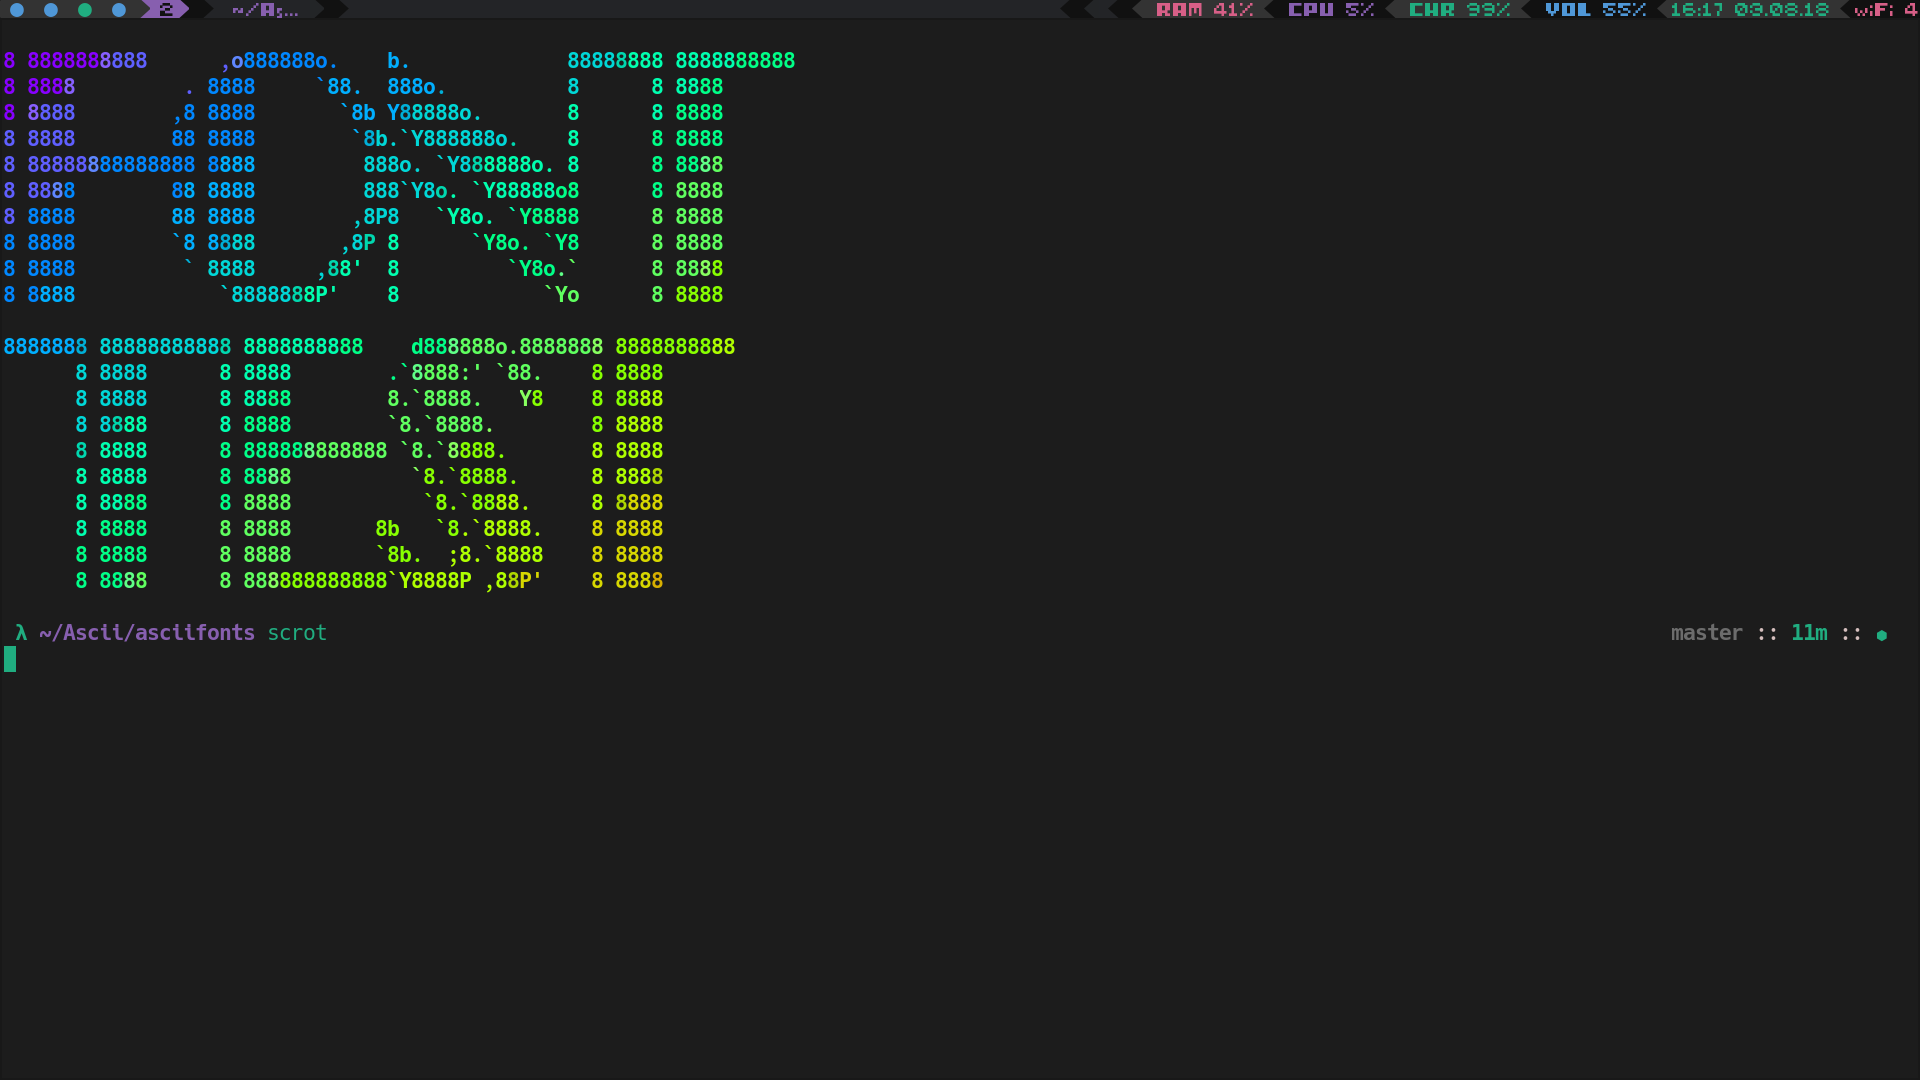 2 ~/As... RAM 41% CPU 5% CHR 99% VOL 55% 16:17 09.08.18 WiFi 4
8 8888888888      ,o888888o.    b.             88888888 8888888888
8 8888         . 8888     `88.  888o.          8      8 8888
8 8888        ,8 8888       `8b Y88888o.       8      8 8888
8 8888        88 8888        `8b.`Y888888o.    8      8 8888
8 88888888888888 8888         888o. `Y888888o. 8      8 8888
8 8888        88 8888         888`Y8o. `Y88888o8      8 8888
8 8888        88 8888        ,8P8   `Y8o. `Y8888      8 8888
8 8888        `8 8888       ,8P 8      `Y8o. `Y8      8 8888
8 8888         ` 8888     ,88'  8         `Y8o.`      8 8888
8 8888            `8888888P'    8            `Yo      8 8888
8888888 88888888888 8888888888    d888888o.8888888 8888888888
      8 8888      8 8888        .`8888:' `88.    8 8888
      8 8888      8 8888        8.`8888.   Y8    8 8888
      8 8888      8 8888        `8.`8888.        8 8888
      8 8888      8 888888888888 `8.`8888.       8 8888
      8 8888      8 8888          `8.`8888.      8 8888
      8 8888      8 8888           `8.`8888.     8 8888
      8 8888      8 8888       8b   `8.`8888.    8 8888
      8 8888      8 8888       `8b.  ;8.`8888    8 8888
      8 8888      8 888888888888`Y8888P ,88P'    8 8888
λ ~/Ascii/asciifonts scrot master :: 11m ::